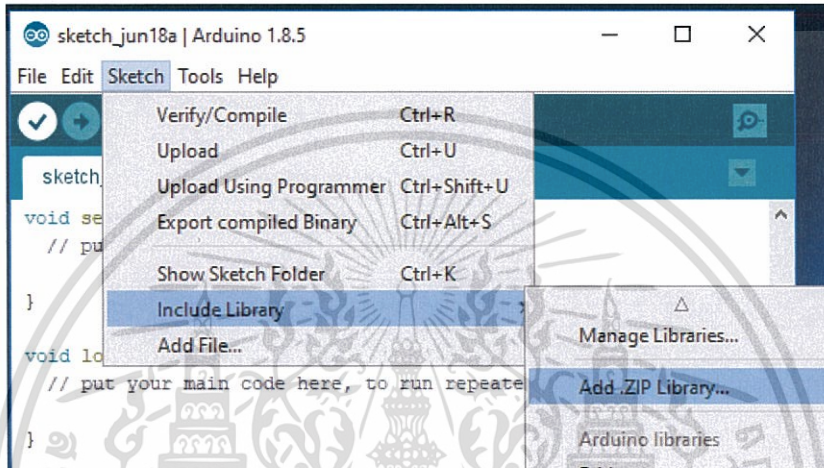 sketch_jun18a | Arduino 1.8.5
File Edit Sketch Tools Help
Verify/Compile Ctrl+R
Upload Ctrl+U
sketch_
Upload Using Programmer Ctrl+Shift+U
void se
Export compiled Binary Ctrl+Alt+S
// pu
Show Sketch Folder Ctrl+K
}
Include Library
Manage Libraries...
Add File...
void lo
// put your main code here, to run repeate
Add .ZIP Library...
}
Arduino libraries